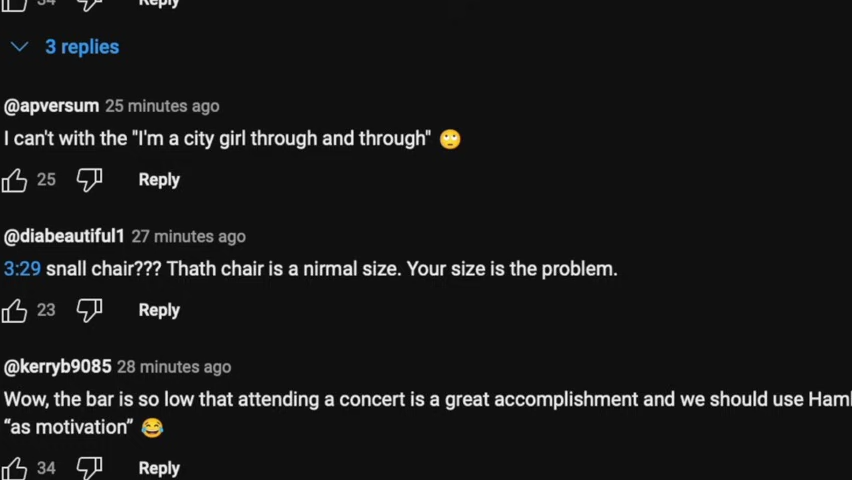 34 Reply
3 replies
@apversum 25 minutes ago
I can't with the "I'm a city girl through and through" 🙄
25 Reply
@diabeautiful1 27 minutes ago
3:29 snall chair??? Thath chair is a nirmal size. Your size is the problem.
23 Reply
@kerryb9085 28 minutes ago
Wow, the bar is so low that attending a concert is a great accomplishment and we should use Haml
“as motivation” 😂
34 Reply